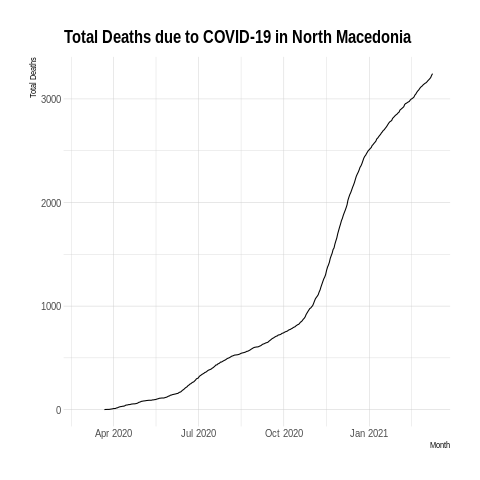 Total Deaths due to COVID-19 in North Macedonia
Total Deaths
3000
2000
1000
0
Apr 2020
Jul 2020
Oct 2020
Jan 2021
Month